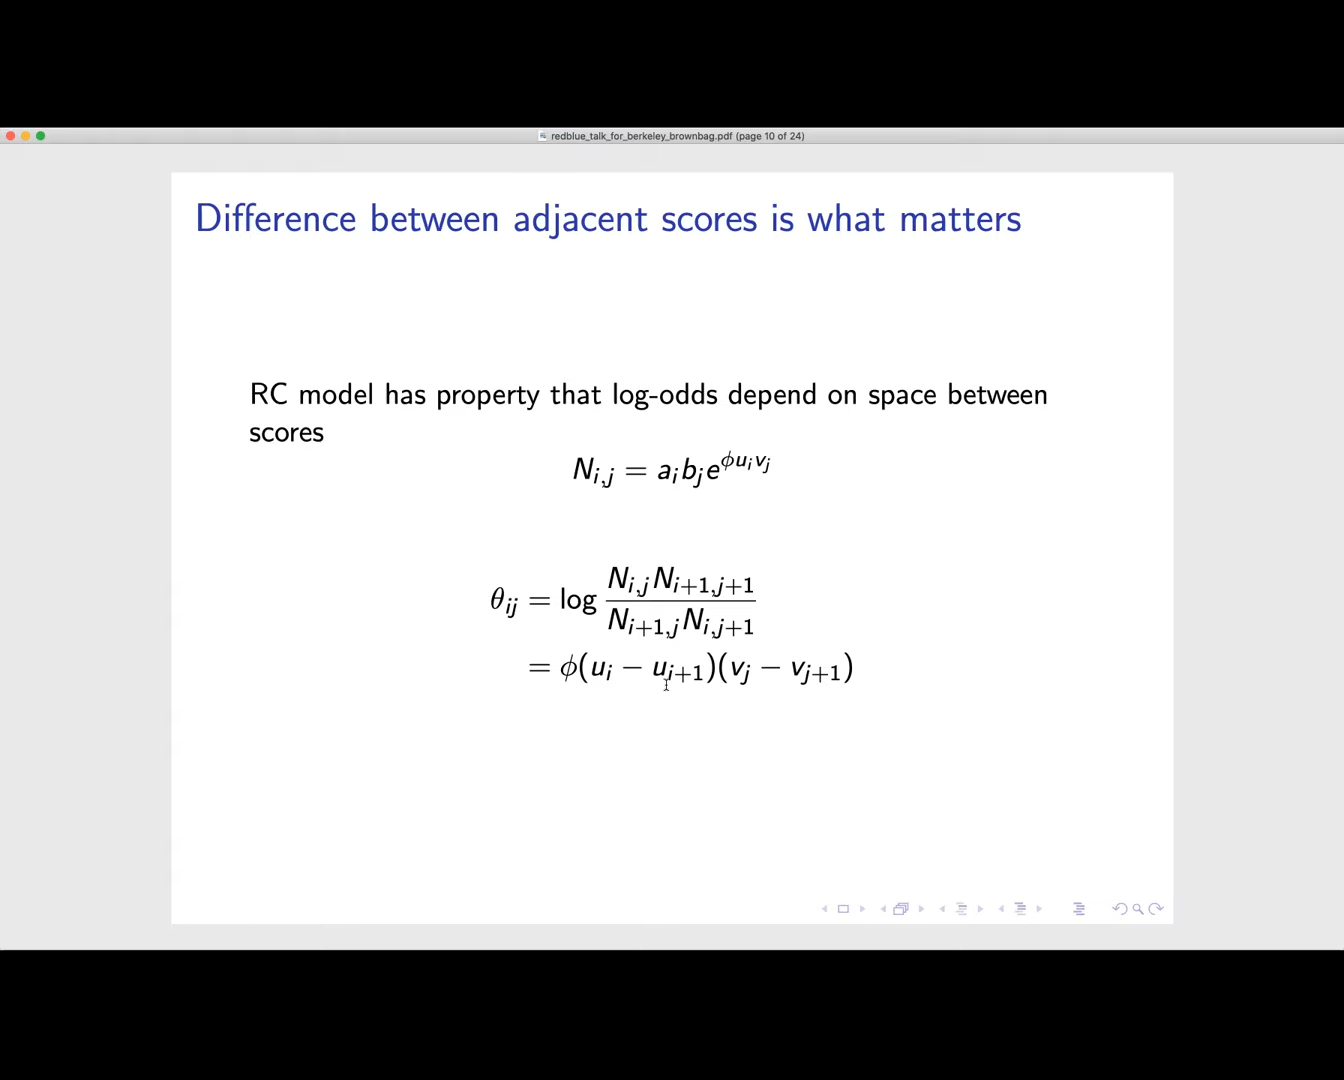 redblue_talk_for_berkeley_brownbag.pdf (page 10 of 24)
Difference between adjacent scores is what matters
RC model has property that log-odds depend on space between
scores
N_{i,j} = a_i b_j e^{ϕu_i v_j}
θ_{ij} = log \frac{N_{i,j} N_{i+1,j+1}}{N_{i+1,j} N_{i,j+1}}
= ϕ(u_i − u_{i+1})(v_j − v_{j+1})